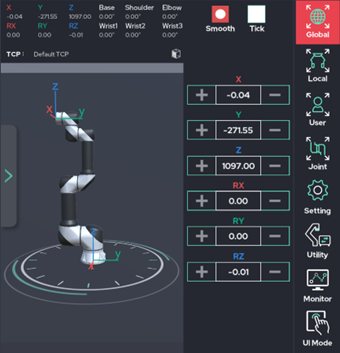 X Y Z Base Shoulder Elbow
-0.04 -271.55 1097.00 0.00° 0.00° 0.00°
RX RY RZ Wrist1 Wrist2 Wrist3
0.00 0.00 -0.01 0.00° 0.00° 0.00°
TCP : Default TCP
Smooth Tick
Global
Local
User
Joint
Setting
Utility
Monitor
UI Mode
X
+ -0.04 −
Y
+ -271.55 −
Z
+ 1097.00 −
RX
+ 0.00 −
RY
+ 0.00 −
RZ
+ -0.01 −
Z
X
y
Z
y
X